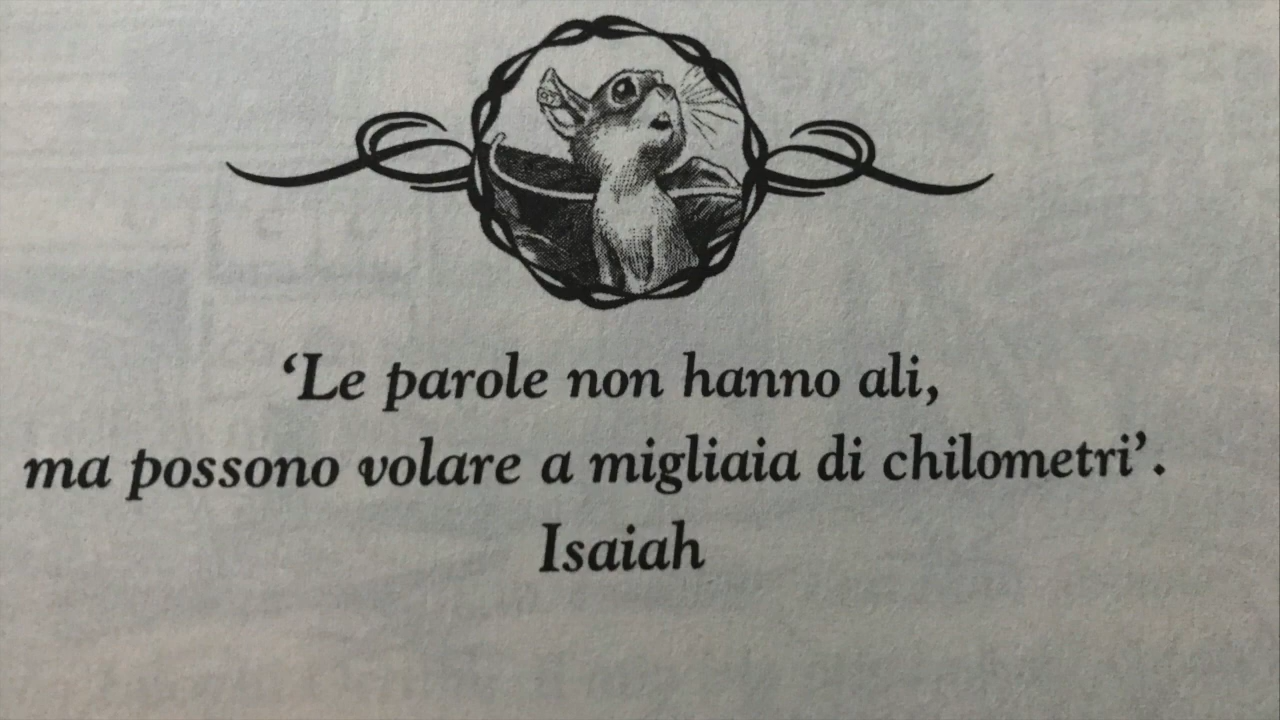 ‘Le parole non hanno ali,
ma possono volare a migliaia di chilometri’.
Isaiah